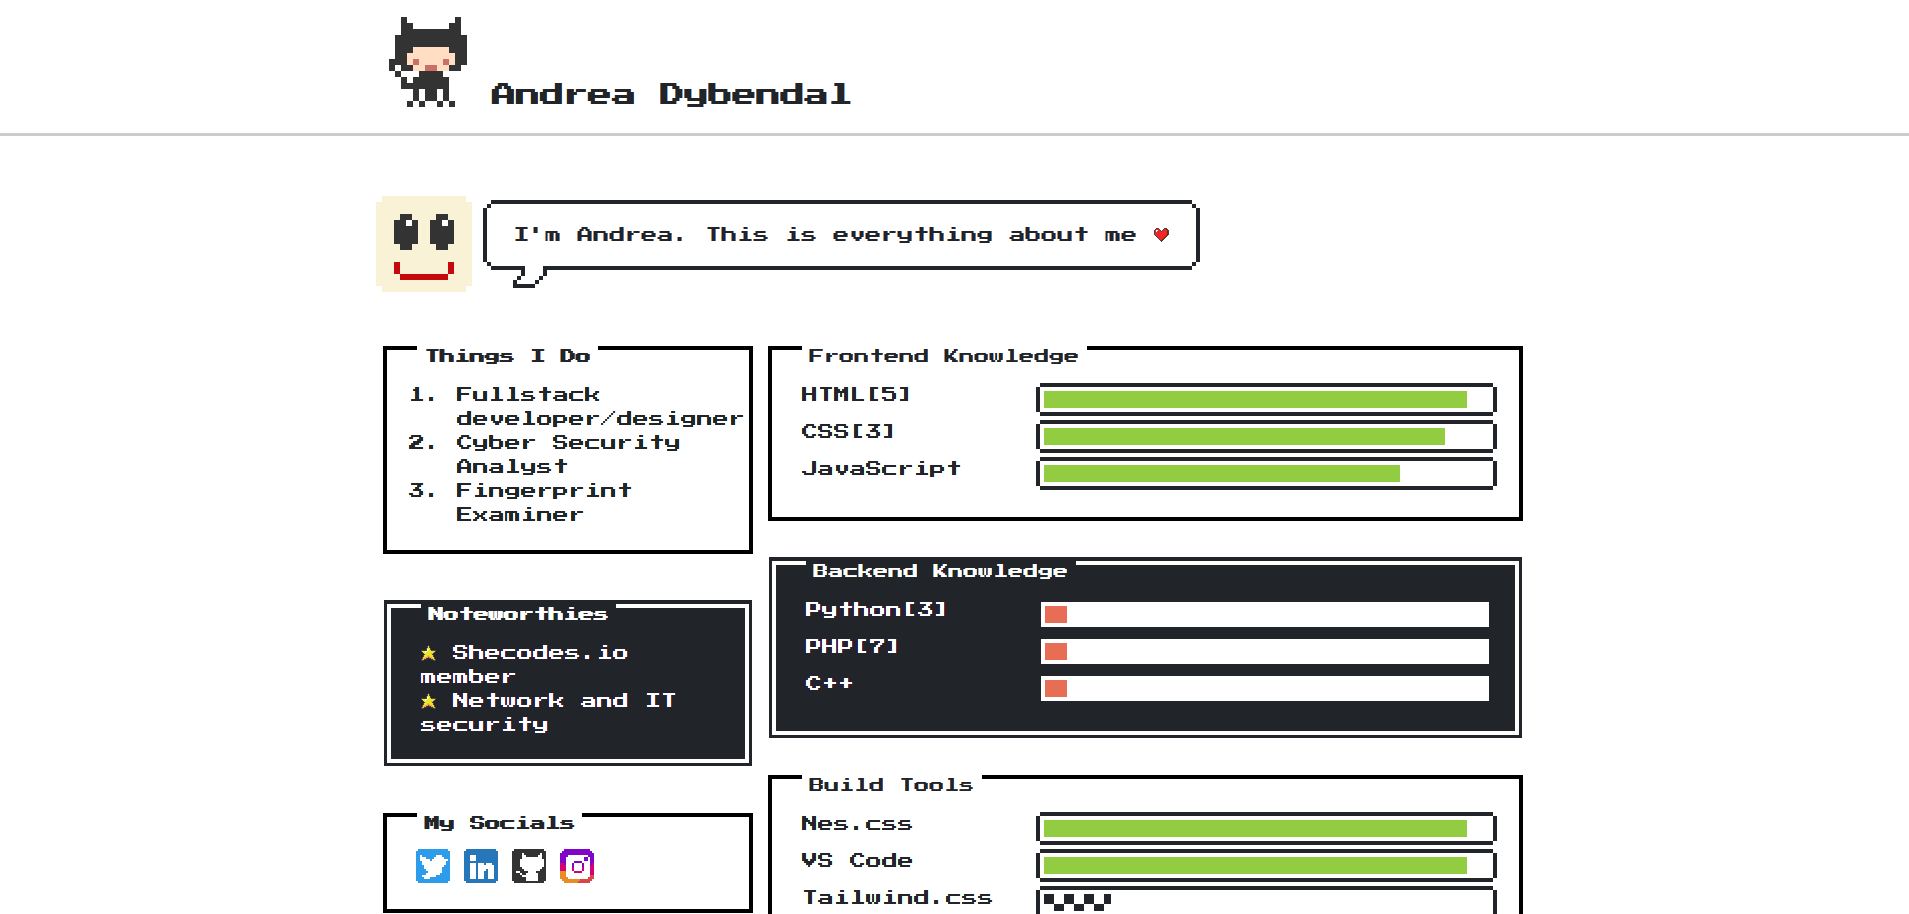 Andrea Dybendal
I'm Andrea. This is everything about me
Things I Do
1. Fullstack
developer/designer
2. Cyber Security
Analyst
3. Fingerprint
Examiner
Noteworthies
Shecodes.io
member
Network and IT
security
My Socials
in
Frontend Knowledge
HTML[5]
CSS[3]
JavaScript
Backend Knowledge
Python[3]
PHP[7]
C++
Build Tools
Nes.css
VS Code
Tailwind.css